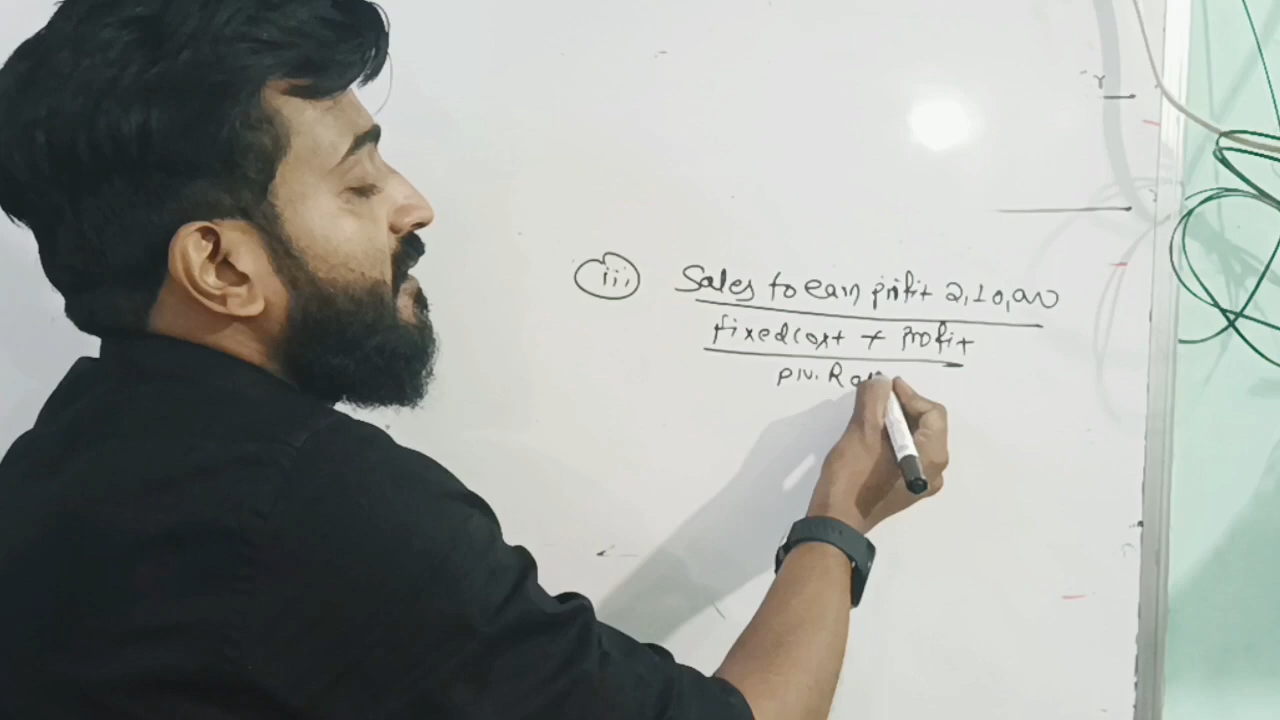 iii Sales to earn profit 2,10,000
fixed cost + profit
P/V. Ra